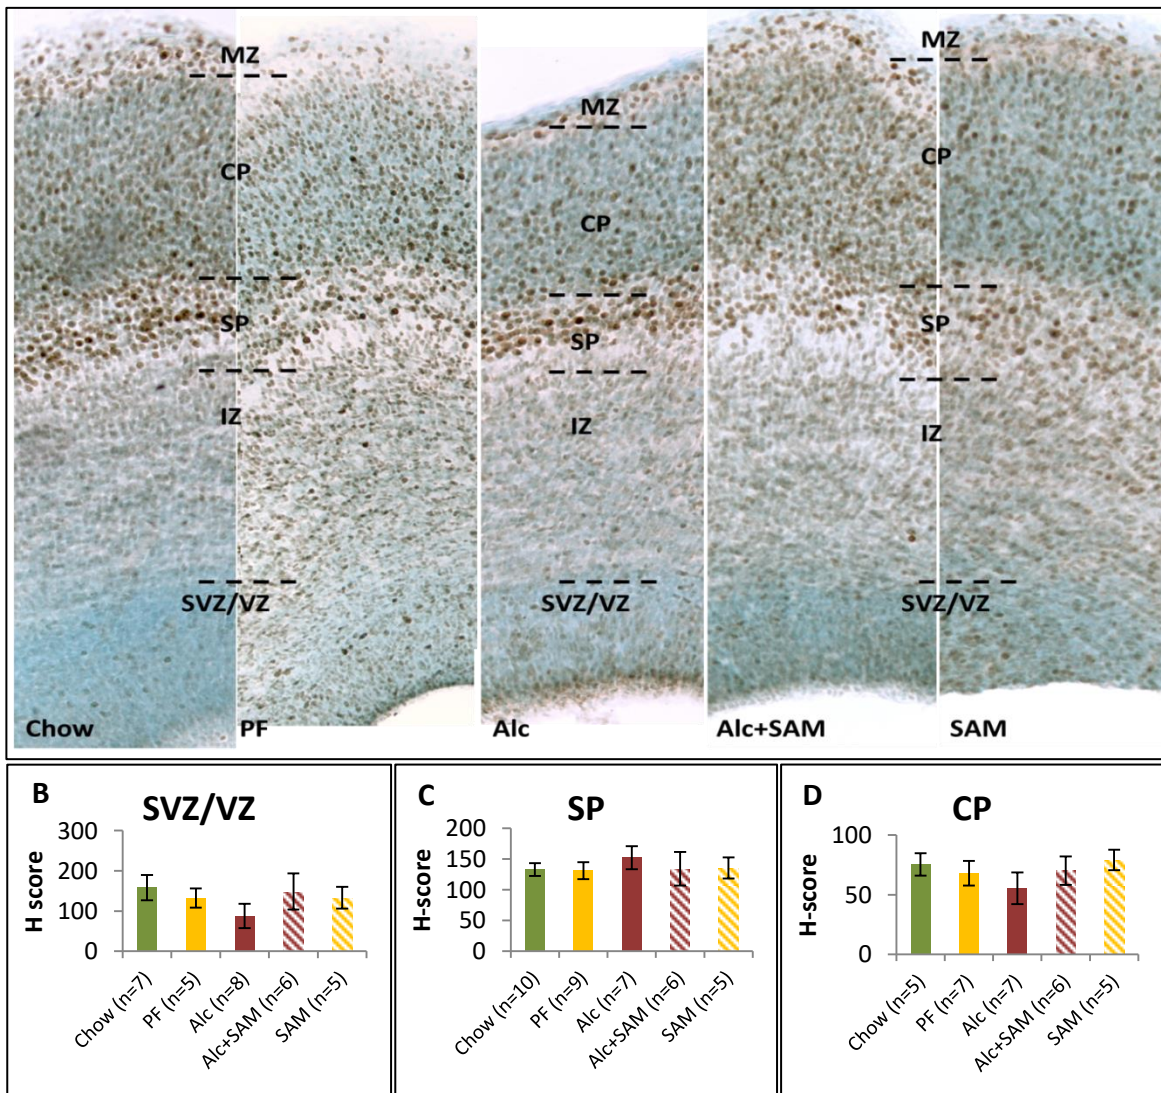 MZ
CP
SP
IZ
SVZ/VZ
Chow
PF
MZ
CP
SP
IZ
SVZ/VZ
Alc
MZ
CP
SP
IZ
SVZ/VZ
Alc+SAM
SAM
B
SVZ/VZ
H score
300
200
100
0
Chow (n=7)
PF (n=5)
Alc (n=8)
Alc+SAM (n=6)
SAM (n=5)
C
SP
H-score
200
150
100
50
0
Chow (n=10)
PF (n=9)
Alc (n=7)
Alc+SAM (n=6)
SAM (n=5)
D
CP
H-score
100
50
0
Chow (n=5)
PF (n=7)
Alc (n=7)
Alc+SAM (n=6)
SAM (n=5)